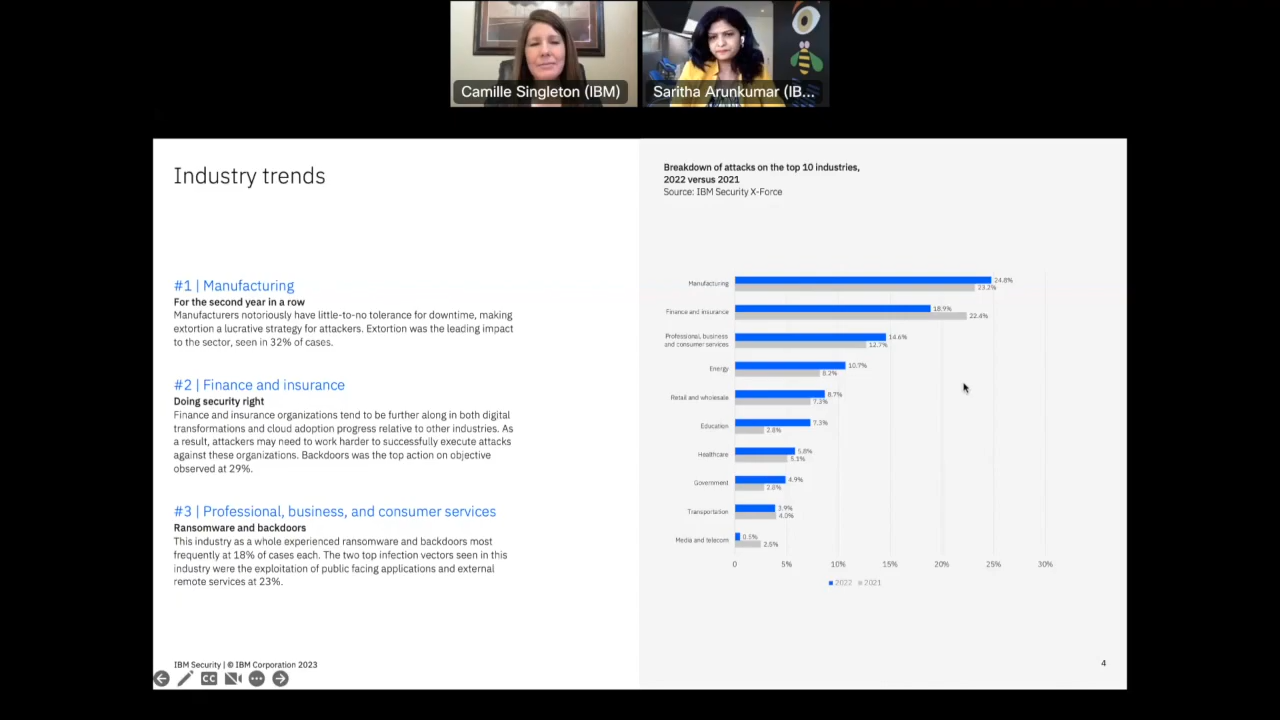 Camille Singleton (IBM)
Saritha Arunkumar (IB...
Industry trends
#1 | Manufacturing
For the second year in a row
Manufacturers notoriously have little-to-no tolerance for downtime, making
extortion a lucrative strategy for attackers. Extortion was the leading impact
to the sector, seen in 32% of cases.
#2 | Finance and insurance
Doing security right
Finance and insurance organizations tend to be further along in both digital
transformations and cloud adoption progress relative to other industries. As
a result, attackers may need to work harder to successfully execute attacks
against these organizations. Backdoors was the top action on objective
observed at 29%.
#3 | Professional, business, and consumer services
Ransomware and backdoors
This industry as a whole experienced ransomware and backdoors most
frequently at 18% of cases each. The two top infection vectors seen in this
industry were the exploitation of public facing applications and external
remote services at 23%.
IBM Security | © IBM Corporation 2023
CC
Breakdown of attacks on the top 10 industries,
2022 versus 2021
Source: IBM Security X-Force
Manufacturing
24.8%
23.2%
Finance and insurance
18.9%
22.4%
Professional, business
and consumer services
14.6%
12.7%
Energy
10.7%
8.2%
Retail and wholesale
8.7%
7.3%
Education
7.3%
2.8%
Healthcare
5.8%
5.1%
Government
4.9%
2.8%
Transportation
3.9%
4.0%
Media and telecom
0.5%
2.5%
0 5% 10% 15% 20% 25% 30%
2022 2021
4